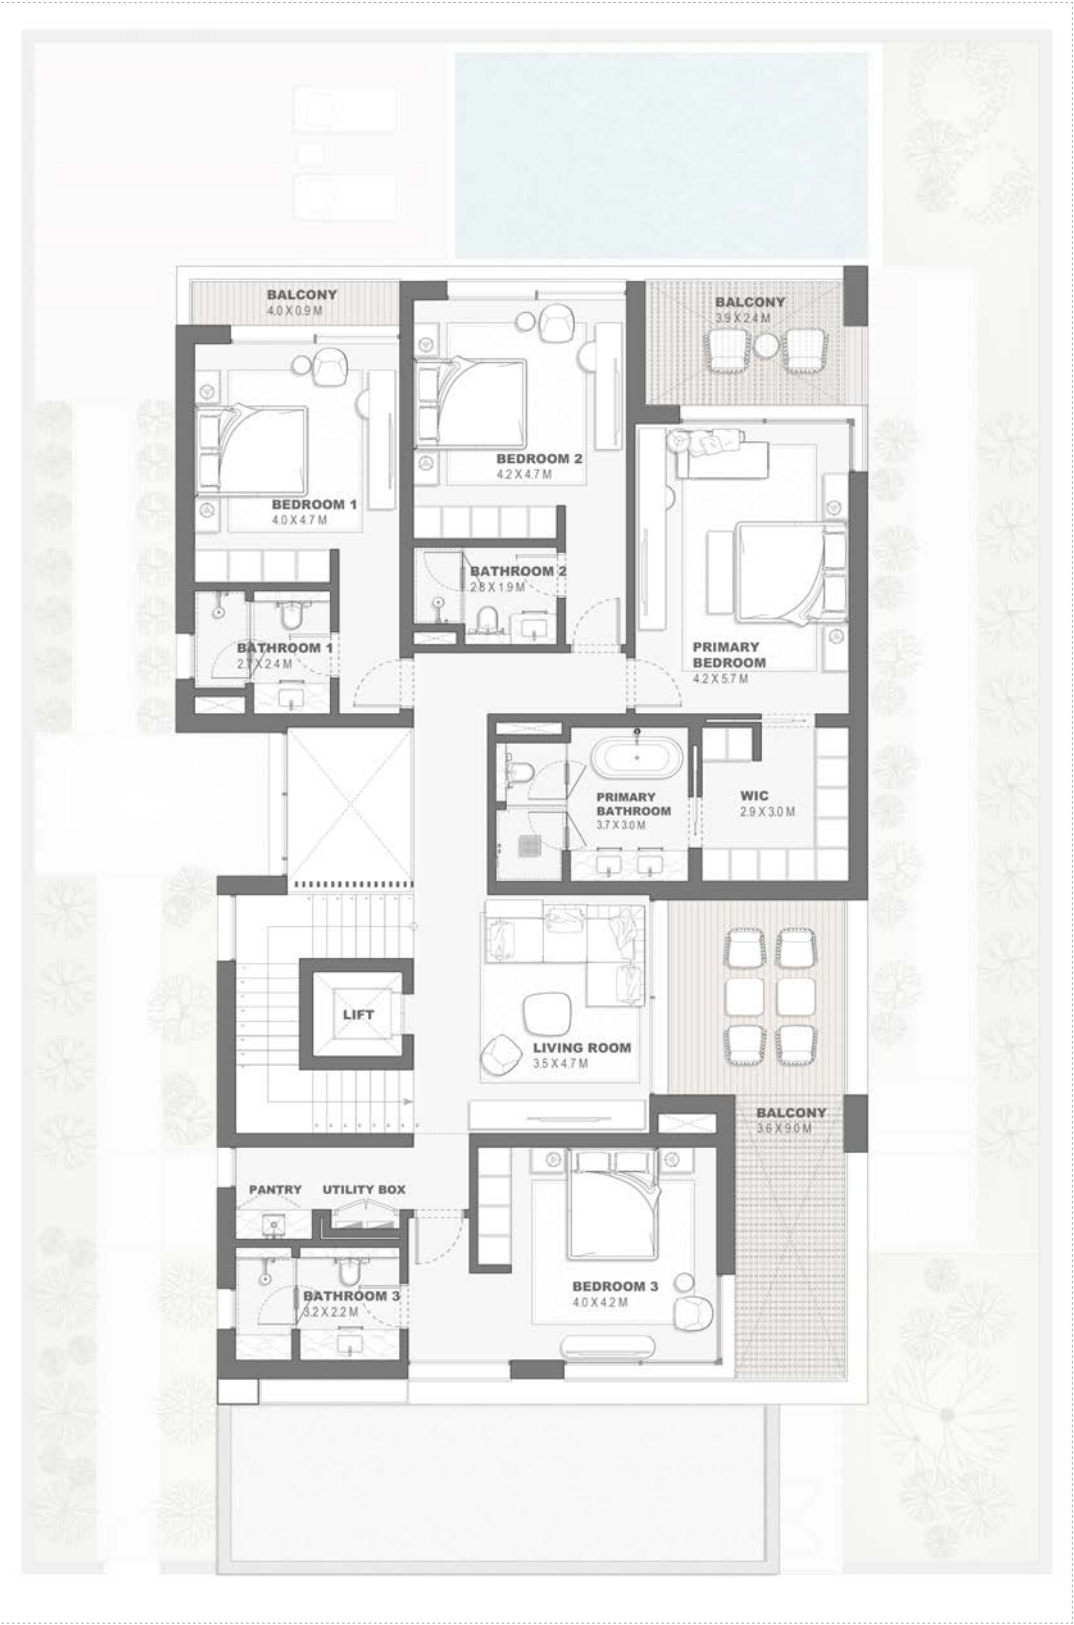 BALCONY
4.0 X 0.9 M
BALCONY
3.9 X 2.4 M
BEDROOM 2
4.2 X 4.7 M
BEDROOM 1
4.0 X 4.7 M
BATHROOM 2
2.8 X 1.9 M
BATHROOM 1
2.7 X 2.4 M
PRIMARY
BEDROOM
4.2 X 5.7 M
PRIMARY
BATHROOM
3.7 X 3.0 M
WIC
2.9 X 3.0 M
LIFT
LIVING ROOM
3.5 X 4.7 M
BALCONY
3.6 X 9.0 M
PANTRY
UTILITY BOX
BEDROOM 3
4.0 X 4.2 M
BATHROOM 3
3.2 X 2.2 M